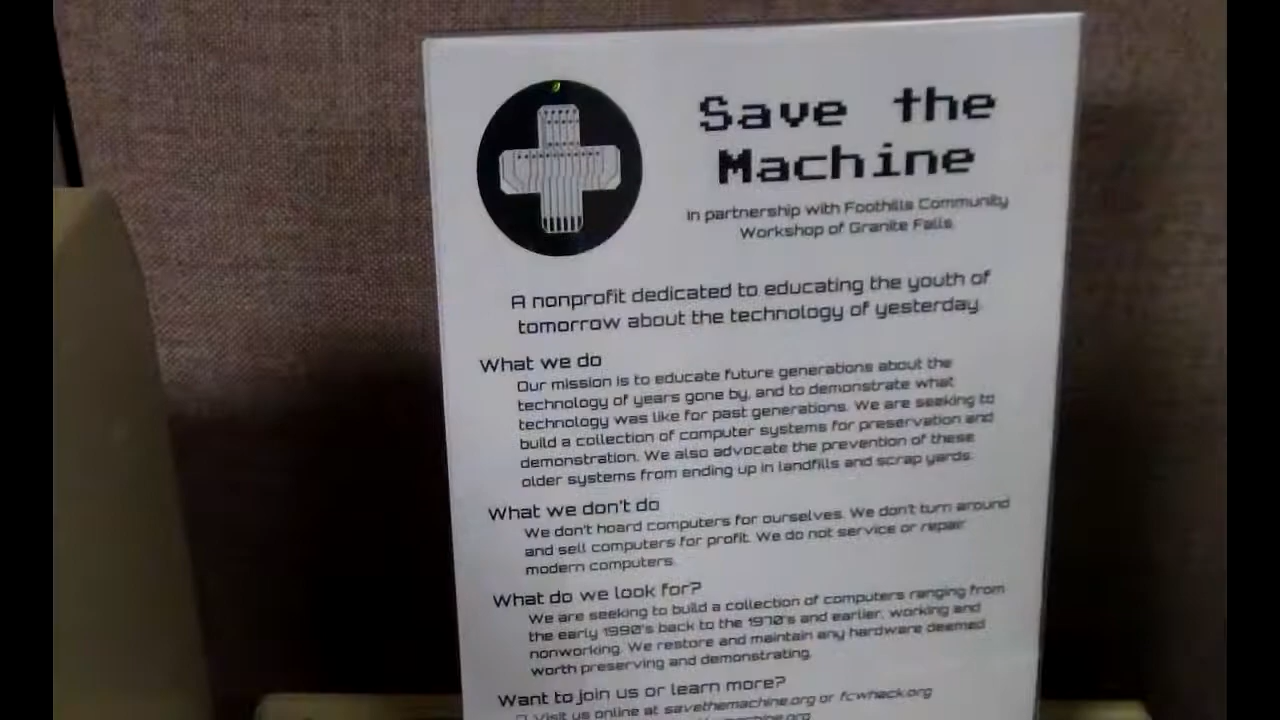 Save the
Machine
In partnership with Foothills Community
Workshop of Granite Falls
A nonprofit dedicated to educating the youth of
tomorrow about the technology of yesterday.
What we do
Our mission is to educate future generations about the
technology of years gone by, and to demonstrate what
technology was like for past generations. We are seeking to
build a collection of computer systems for preservation and
demonstration. We also advocate the prevention of these
older systems from ending up in landfills and scrap yards.
What we don't do
We don't hoard computers for ourselves. We don't turn around
and sell computers for profit. We do not service or repair
modern computers.
What do we look for?
We are seeking to build a collection of computers ranging from
the early 1990's back to the 1970's and earlier, working and
nonworking. We restore and maintain any hardware deemed
worth preserving and demonstrating.
Want to join us or learn more?
Visit us online at savethemachine.org or fcwhack.org